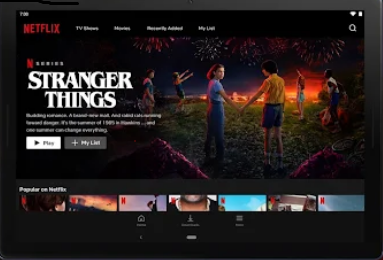 7:00
NETFLIX
TV Shows Movies Recently Added My List
N SERIES
STRANGER
THINGS
Budding romance. A brand-new mall. And rabid rats running
toward danger. It's the summer of 1985 in Hawkins ... and
one summer can change everything.
Play + My List
Popular on Netflix